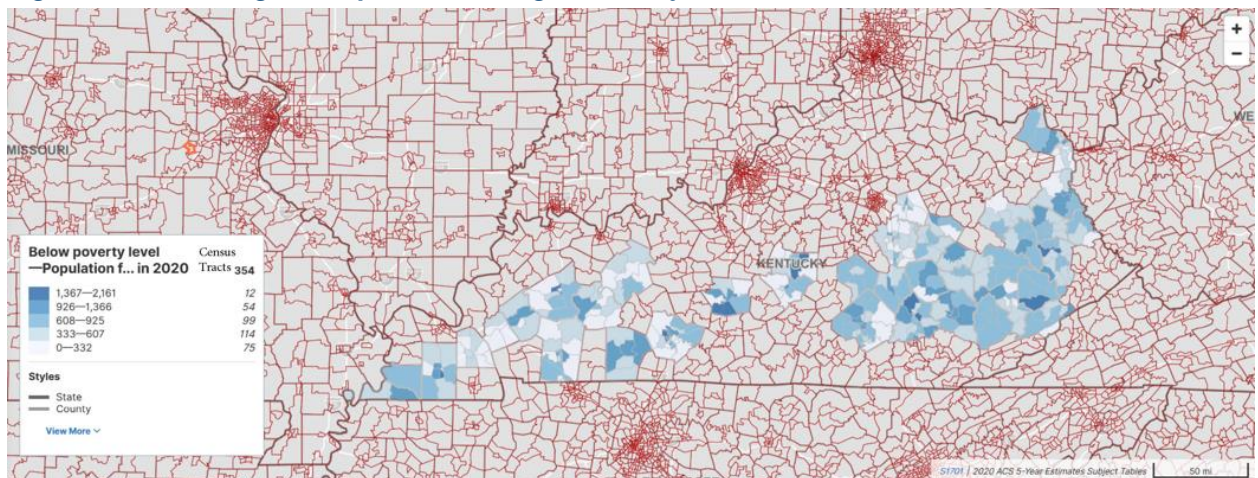 +
−
MISSOURI
WE
KENTUCKY
Below poverty level
—Population f... in 2020
Census
Tracts 354
1,367—2,161 12
926—1,366 54
608—925 99
333—607 114
0—332 75
Styles
State
County
View More
S1701 | 2020 ACS 5-Year Estimates Subject Tables
50 mi